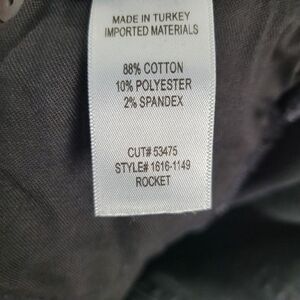 MADE IN TURKEY
IMPORTED MATERIALS
88% COTTON
10% POLYESTER
2% SPANDEX
CUT# 53475
STYLE# 1616-1149
ROCKET